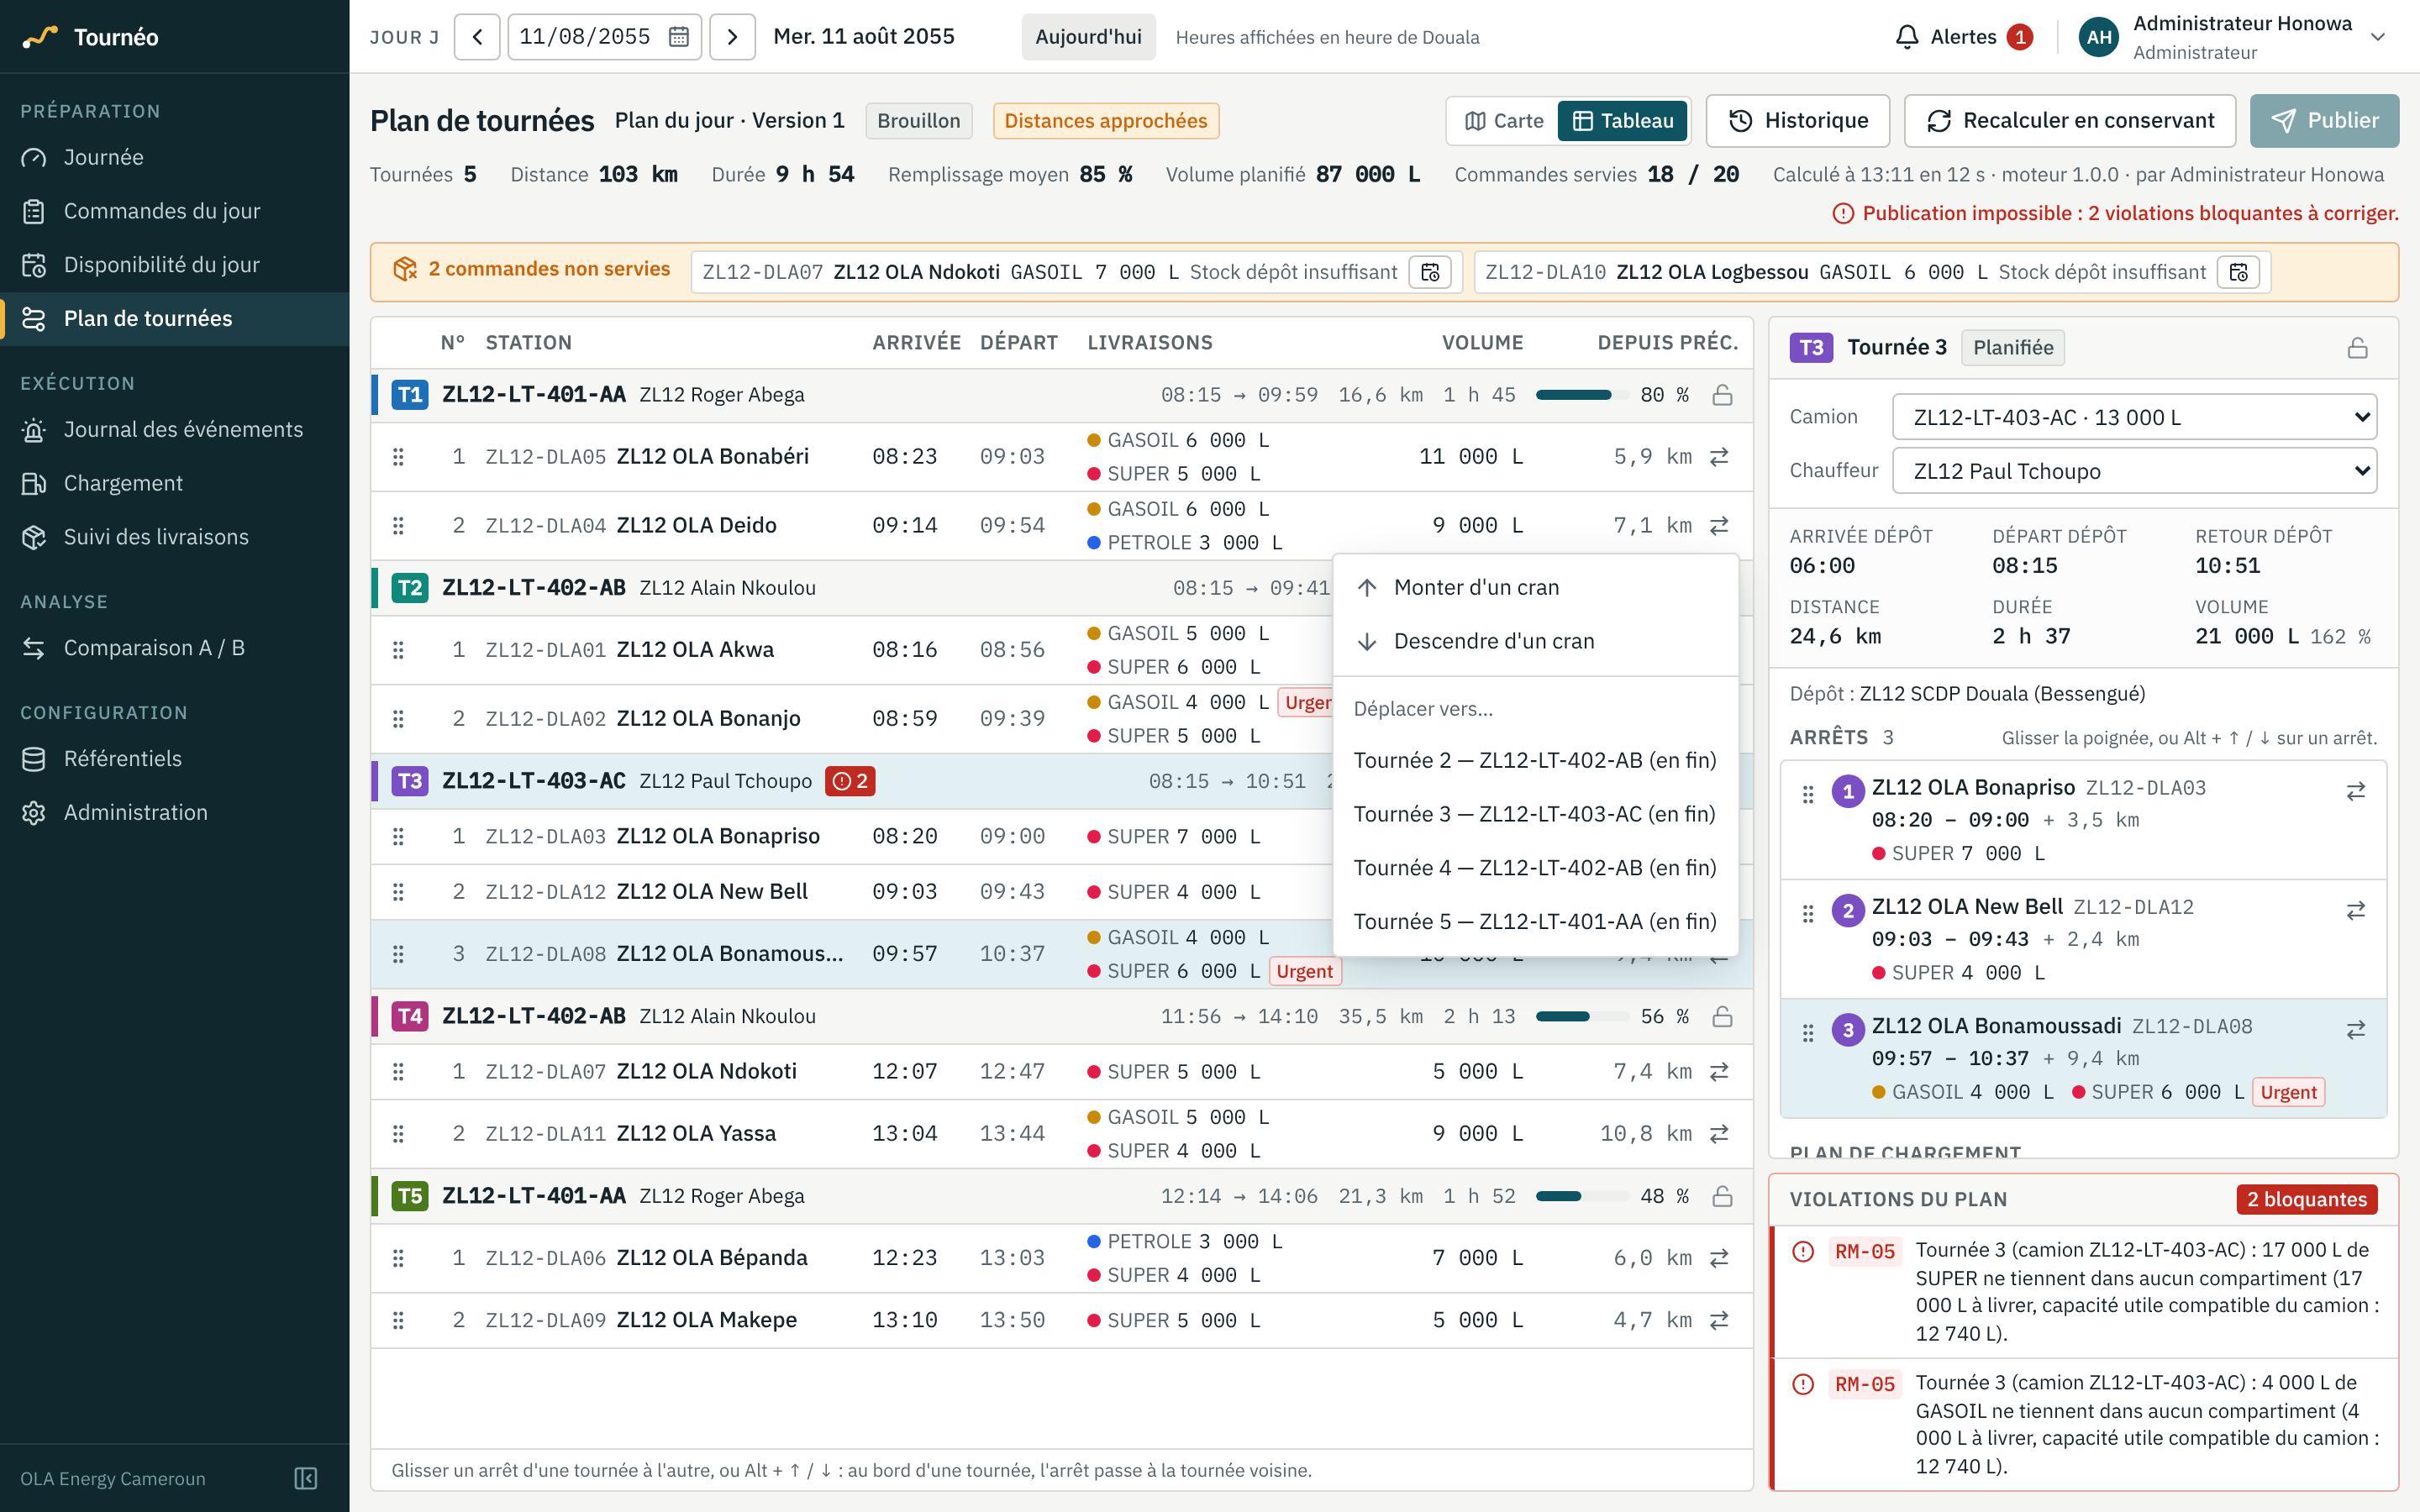 Tournéo
PRÉPARATION
Journée
Commandes du jour
Disponibilité du jour
Plan de tournées
EXÉCUTION
Journal des événements
Chargement
Suivi des livraisons
ANALYSE
Comparaison A / B
CONFIGURATION
Référentiels
Administration
OLA Energy Cameroun
JOUR J
11/08/2055
Mer. 11 août 2055
Aujourd'hui
Heures affichées en heure de Douala
Alertes 1
AH
Administrateur Honowa
Administrateur
Plan de tournées
Plan du jour · Version 1
Brouillon
Distances approchées
Carte
Tableau
Historique
Recalculer en conservant
Publier
Tournées 5 Distance 103 km Durée 9 h 54 Remplissage moyen 85 % Volume planifié 87 000 L Commandes servies 18 / 20 Calculé à 13:11 en 12 s · moteur 1.0.0 · par Administrateur Honowa
Publication impossible : 2 violations bloquantes à corriger.
2 commandes non servies
ZL12-DLA07 ZL12 OLA Ndokoti GASOIL 7 000 L Stock dépôt insuffisant
ZL12-DLA10 ZL12 OLA Logbessou GASOIL 6 000 L Stock dépôt insuffisant
N° STATION ARRIVÉE DÉPART LIVRAISONS VOLUME DEPUIS PRÉC.
T1 ZL12-LT-401-AA ZL12 Roger Abega 08:15 → 09:59 16,6 km 1 h 45 80 %
1 ZL12-DLA05 ZL12 OLA Bonabéri 08:23 09:03 GASOIL 6 000 L 11 000 L 5,9 km
SUPER 5 000 L
2 ZL12-DLA04 ZL12 OLA Deido 09:14 09:54 GASOIL 6 000 L 9 000 L 7,1 km
PETROLE 3 000 L
T2 ZL12-LT-402-AB ZL12 Alain Nkoulou 08:15 → 09:41
1 ZL12-DLA01 ZL12 OLA Akwa 08:16 08:56 GASOIL 5 000 L
SUPER 6 000 L
2 ZL12-DLA02 ZL12 OLA Bonanjo 08:59 09:39 GASOIL 4 000 L
SUPER 5 000 L
T3 ZL12-LT-403-AC ZL12 Paul Tchoupo 2 08:15 → 10:51
1 ZL12-DLA03 ZL12 OLA Bonapriso 08:20 09:00 SUPER 7 000 L
2 ZL12-DLA12 ZL12 OLA New Bell 09:03 09:43 SUPER 4 000 L
3 ZL12-DLA08 ZL12 OLA Bonamous... 09:57 10:37 GASOIL 4 000 L
SUPER 6 000 L Urgent
T4 ZL12-LT-402-AB ZL12 Alain Nkoulou 11:56 → 14:10 35,5 km 2 h 13 56 %
1 ZL12-DLA07 ZL12 OLA Ndokoti 12:07 12:47 SUPER 5 000 L 5 000 L 7,4 km
2 ZL12-DLA11 ZL12 OLA Yassa 13:04 13:44 GASOIL 5 000 L 9 000 L 10,8 km
SUPER 4 000 L
T5 ZL12-LT-401-AA ZL12 Roger Abega 12:14 → 14:06 21,3 km 1 h 52 48 %
1 ZL12-DLA06 ZL12 OLA Bépanda 12:23 13:03 PETROLE 3 000 L 7 000 L 6,0 km
SUPER 4 000 L
2 ZL12-DLA09 ZL12 OLA Makepe 13:10 13:50 SUPER 5 000 L 5 000 L 4,7 km
Glisser un arrêt d'une tournée à l'autre, ou Alt + ↑ / ↓ : au bord d'une tournée, l'arrêt passe à la tournée voisine.
Monter d'un cran
Descendre d'un cran
Déplacer vers...
Tournée 2 — ZL12-LT-402-AB (en fin)
Tournée 3 — ZL12-LT-403-AC (en fin)
Tournée 4 — ZL12-LT-402-AB (en fin)
Tournée 5 — ZL12-LT-401-AA (en fin)
T3 Tournée 3 Planifiée
Camion ZL12-LT-403-AC · 13 000 L
Chauffeur ZL12 Paul Tchoupo
ARRIVÉE DÉPÔT DÉPART DÉPÔT RETOUR DÉPÔT
06:00 08:15 10:51
DISTANCE DURÉE VOLUME
24,6 km 2 h 37 21 000 L 162 %
Dépôt : ZL12 SCDP Douala (Bessengué)
ARRÊTS 3 Glisser la poignée, ou Alt + ↑ / ↓ sur un arrêt.
1 ZL12 OLA Bonapriso ZL12-DLA03
08:20 – 09:00 + 3,5 km
SUPER 7 000 L
2 ZL12 OLA New Bell ZL12-DLA12
09:03 – 09:43 + 2,4 km
SUPER 4 000 L
3 ZL12 OLA Bonamoussadi ZL12-DLA08
09:57 – 10:37 + 9,4 km
GASOIL 4 000 L SUPER 6 000 L Urgent
PLAN DE CHARGEMENT
VIOLATIONS DU PLAN 2 bloquantes
RM-05 Tournée 3 (camion ZL12-LT-403-AC) : 17 000 L de
SUPER ne tiennent dans aucun compartiment (17
000 L à livrer, capacité utile compatible du camion :
12 740 L).
RM-05 Tournée 3 (camion ZL12-LT-403-AC) : 4 000 L de
GASOIL ne tiennent dans aucun compartiment (4
000 L à livrer, capacité utile compatible du camion :
12 740 L).